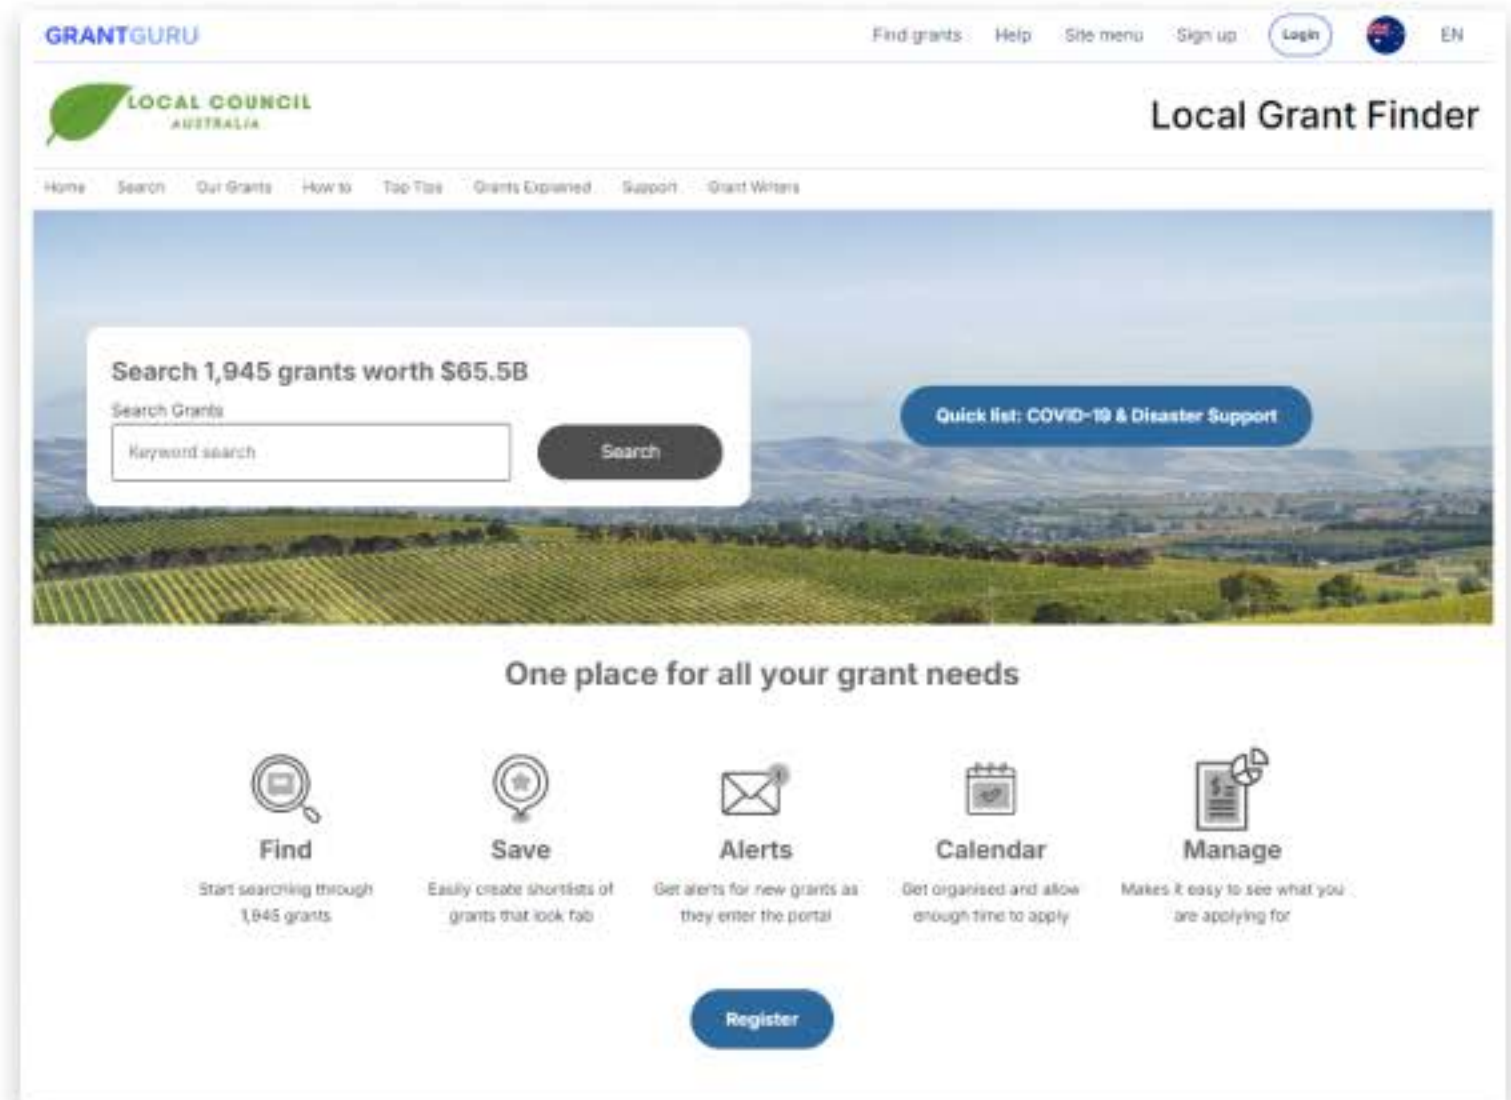 GRANTGURU
Find grants Help Site menu Sign up Login EN
LOCAL COUNCIL
AUSTRALIA
Local Grant Finder
Home Search Our Grants How to Top Tips Grants Explained Support Grant Writers
Search 1,945 grants worth $65.5B
Search Grants
Keyword search
Search
Quick list: COVID-19 & Disaster Support
One place for all your grant needs
Find
Start searching through
1,945 grants
Save
Easily create shortlists of
grants that look fab
Alerts
Get alerts for new grants as
they enter the portal
Calendar
Get organised and allow
enough time to apply
Manage
Makes it easy to see what you
are applying for
Register